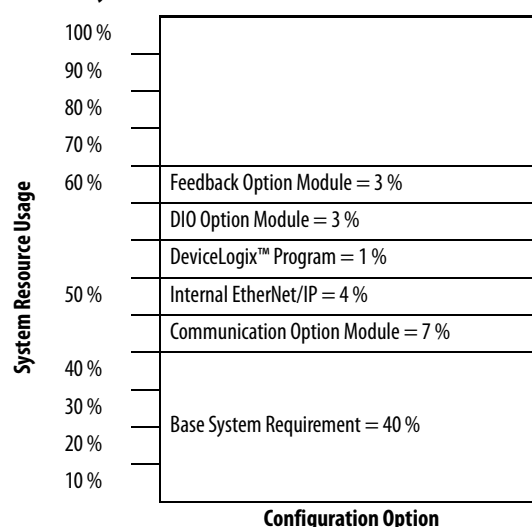 100 %
90 %
80 %
70 %
60 %
Feedback Option Module = 3 %
DIO Option Module = 3 %
DeviceLogix™ Program = 1 %
50 %
Internal EtherNet/IP = 4 %
Communication Option Module = 7 %
40 %
30 %
Base System Requirement = 40 %
20 %
10 %
System Resource Usage
Configuration Option